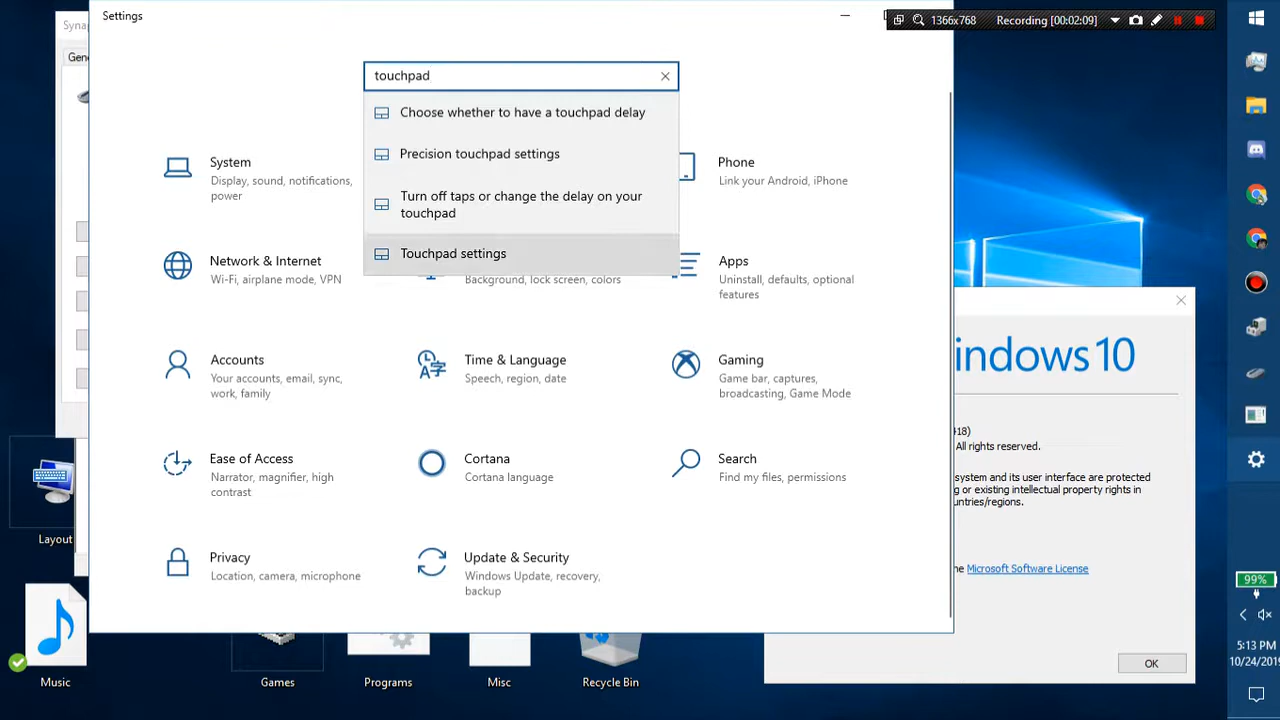 Settings
1366x768
Recording [00:02:09]
Syna
Gene
touchpad
Choose whether to have a touchpad delay
Precision touchpad settings
Turn off taps or change the delay on your
touchpad
Touchpad settings
System
Display, sound, notifications,
power
Phone
Link your Android, iPhone
Network & Internet
Wi-Fi, airplane mode, VPN
Background, lock screen, colors
Apps
Uninstall, defaults, optional
features
Accounts
Your accounts, email, sync,
work, family
Time & Language
Speech, region, date
Gaming
Game bar, captures,
broadcasting, Game Mode
Ease of Access
Narrator, magnifier, high
contrast
Cortana
Cortana language
Search
Find my files, permissions
Privacy
Location, camera, microphone
Update & Security
Windows Update, recovery,
backup
indows 10
418)
All rights reserved.
system and its user interface are protected
g or existing intellectual property rights in
untries/regions.
e Microsoft Software License
OK
Layout
Music
Games
Programs
Misc
Recycle Bin
99%
5:13 PM
10/24/201